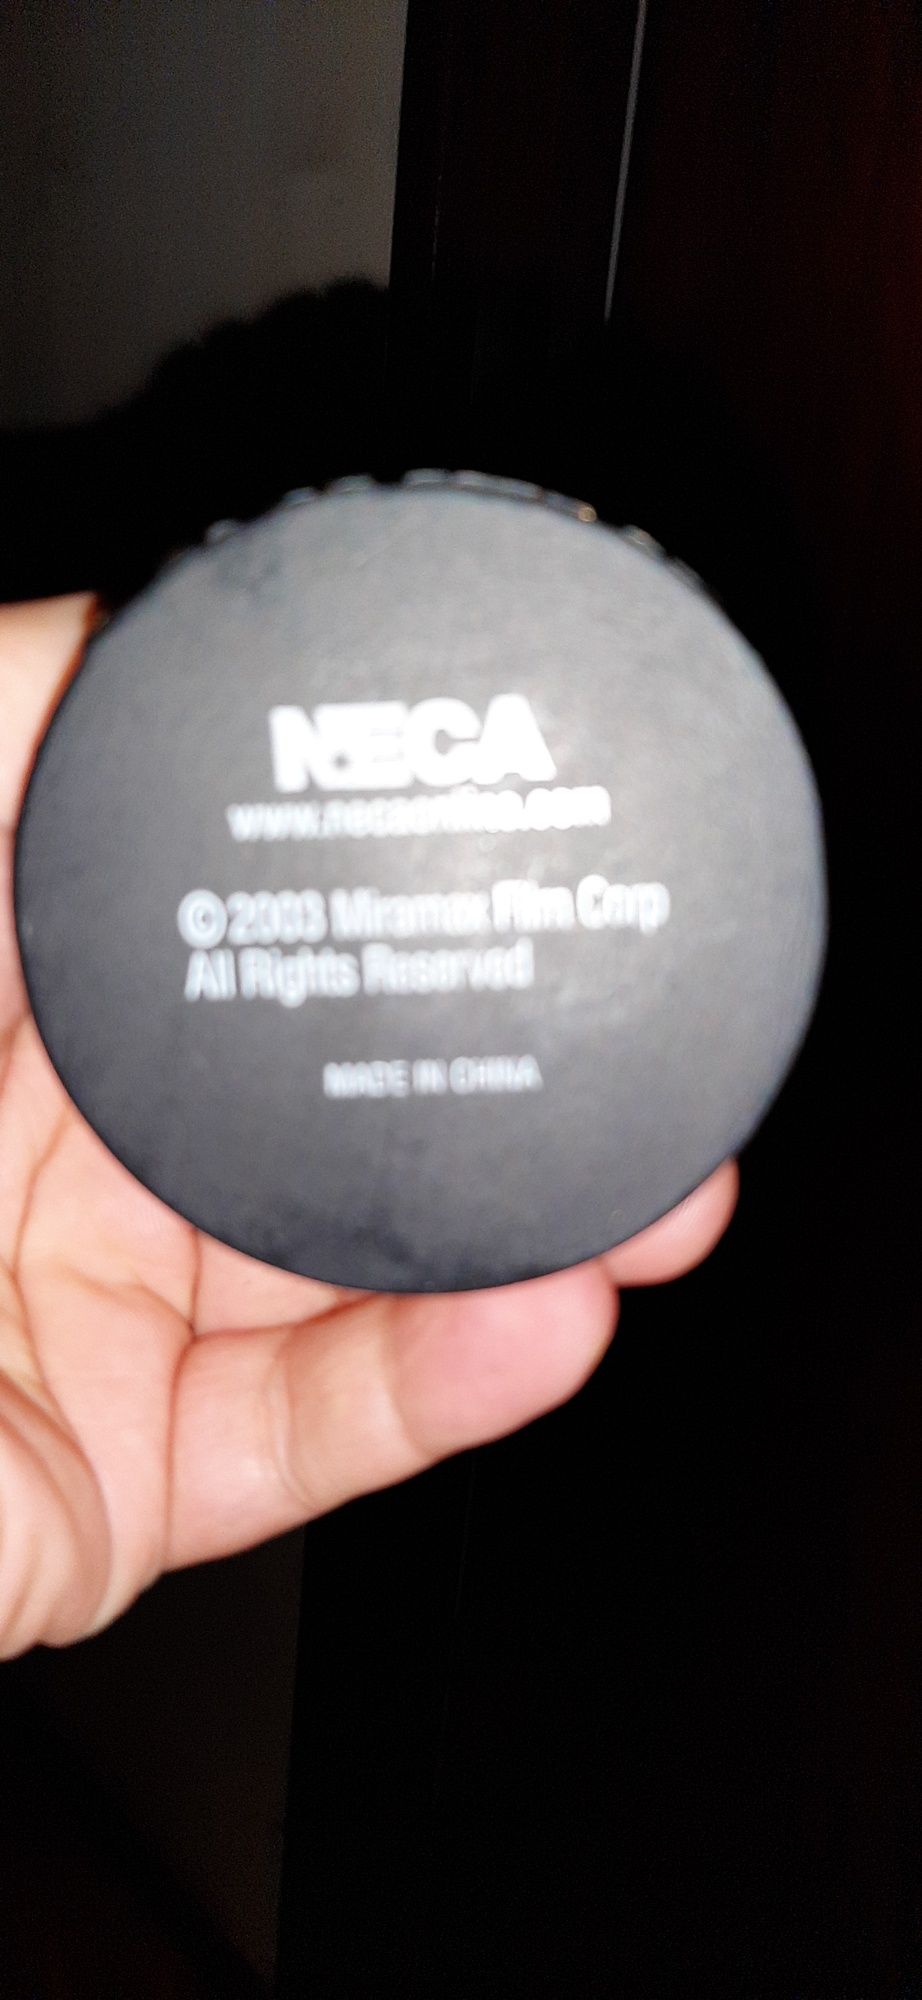 NECA
www.necaonline.com
© 2003 Miramax Film Corp
All Rights Reserved
MADE IN CHINA